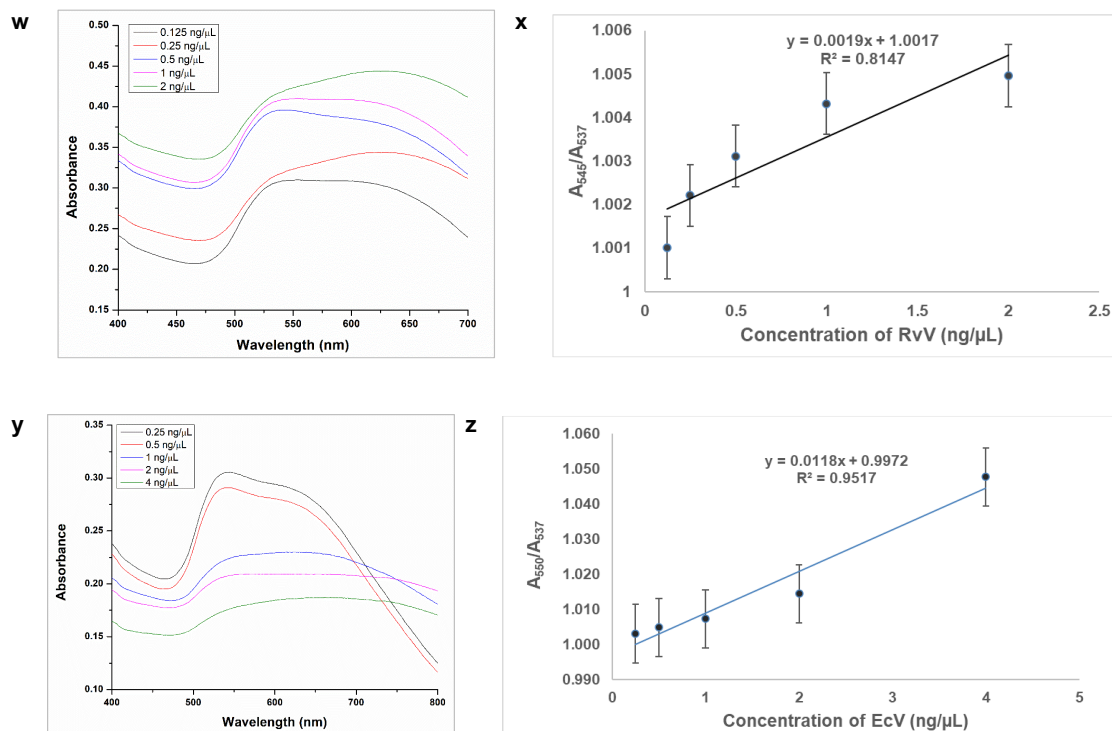 w
0.125 ng/µL
0.25 ng/µL
0.5 ng/µL
1 ng/µL
2 ng/µL
0.50
0.45
0.40
0.35
0.30
0.25
0.20
0.15
Absorbance
400 450 500 550 600 650 700
Wavelength (nm)
x
y = 0.0019x + 1.0017
R² = 0.8147
1.006
1.005
1.004
1.003
1.002
1.001
1
A545/A537
0 0.5 1 1.5 2 2.5
Concentration of RvV (ng/µL)
y
0.25 ng/µL
0.5 ng/µL
1 ng/µL
2 ng/µL
4 ng/µL
0.35
0.30
0.25
0.20
0.15
0.10
Absorbance
400 500 600 700 800
Wavelength (nm)
z
y = 0.0118x + 0.9972
R² = 0.9517
1.060
1.050
1.040
1.030
1.020
1.010
1.000
0.990
A550/A537
0 1 2 3 4 5
Concentration of EcV (ng/µL)